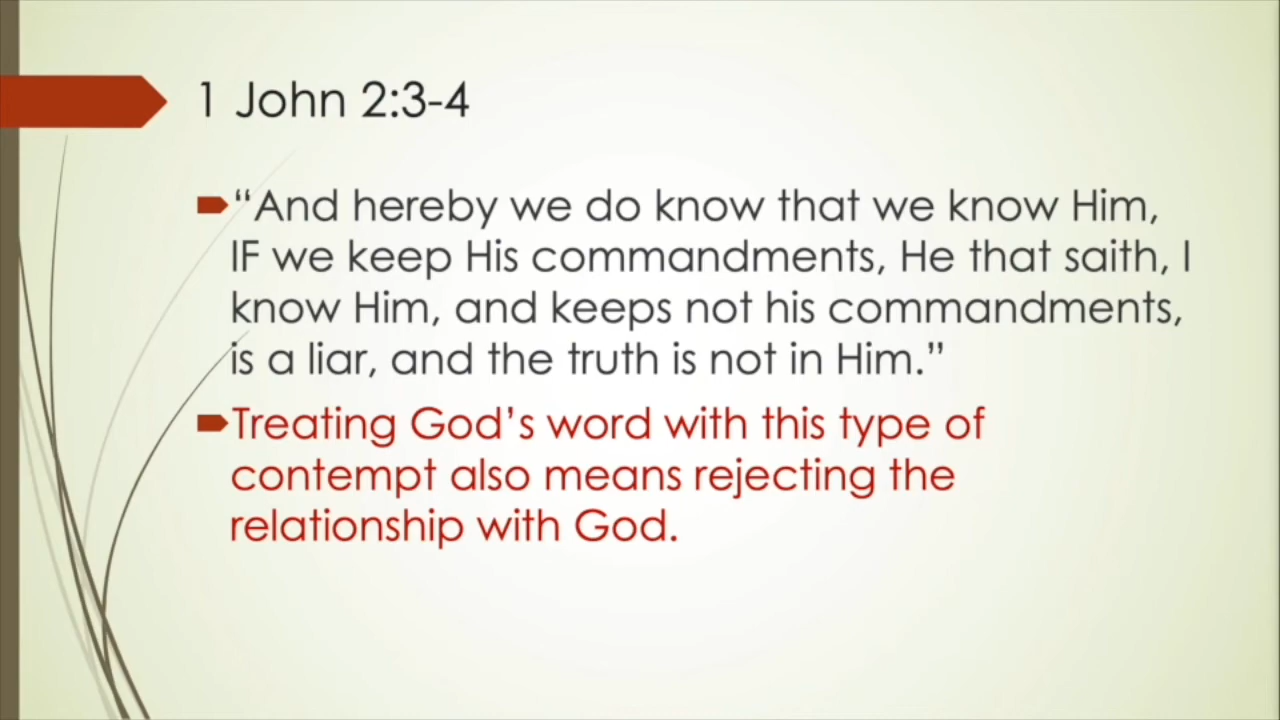 1 John 2:3-4
“And hereby we do know that we know Him,
IF we keep His commandments, He that saith, I
know Him, and keeps not his commandments,
is a liar, and the truth is not in Him.”
Treating God’s word with this type of
contempt also means rejecting the
relationship with God.